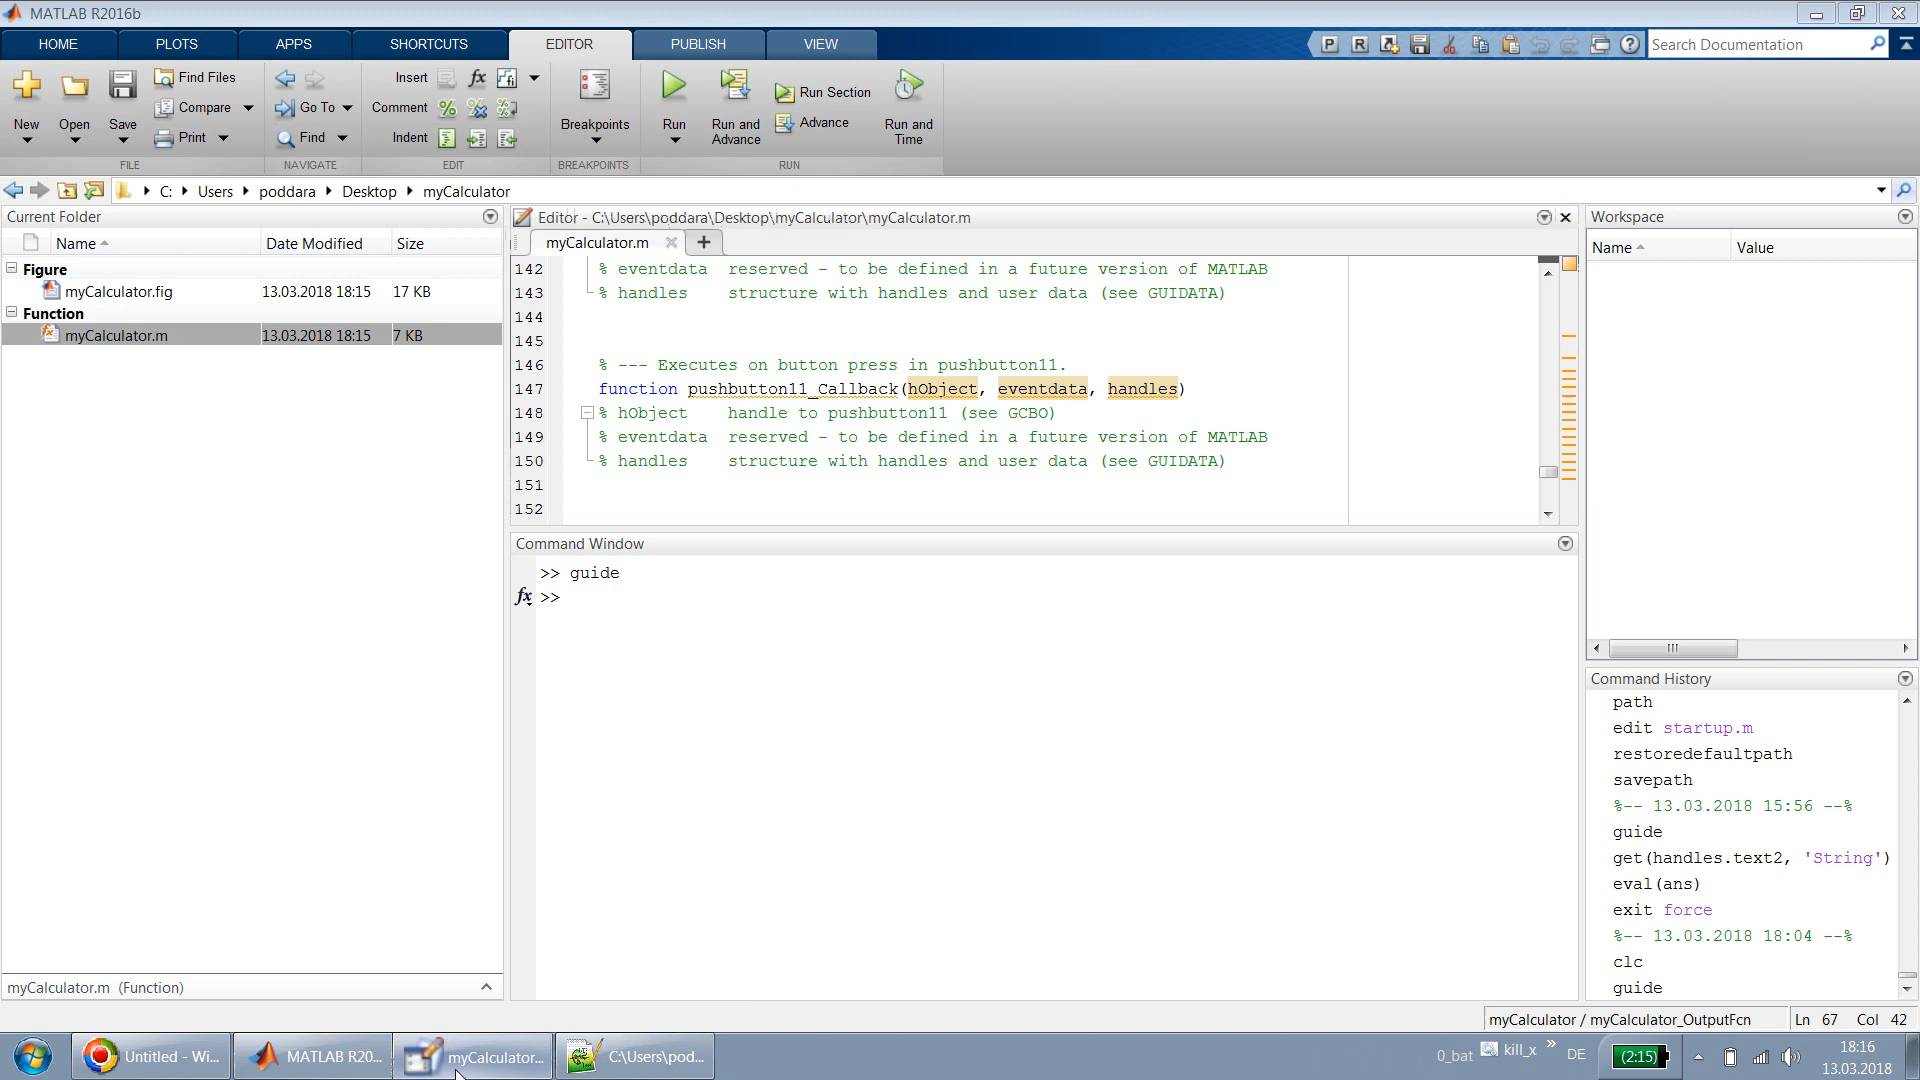 MATLAB R2016b
HOME PLOTS APPS SHORTCUTS EDITOR PUBLISH VIEW
Search Documentation
New Open Save Find Files Compare Print
Go To Find
Insert Comment Indent
Breakpoints
Run Run and Advance Run Section Advance Run and Time
FILE NAVIGATE EDIT BREAKPOINTS RUN
C: Users poddara Desktop myCalculator
Current Folder
Name Date Modified Size
Figure
myCalculator.fig 13.03.2018 18:15 17 KB
Function
myCalculator.m 13.03.2018 18:15 7 KB
myCalculator.m (Function)
Editor - C:\Users\poddara\Desktop\myCalculator\myCalculator.m
myCalculator.m
142 % eventdata  reserved - to be defined in a future version of MATLAB
143 % handles    structure with handles and user data (see GUIDATA)
144
145
146 % --- Executes on button press in pushbutton11.
147 function pushbutton11_Callback(hObject, eventdata, handles)
148 % hObject    handle to pushbutton11 (see GCBO)
149 % eventdata  reserved - to be defined in a future version of MATLAB
150 % handles    structure with handles and user data (see GUIDATA)
151
152
Command Window
>> guide
fx >>
Workspace
Name Value
Command History
path
edit startup.m
restoredefaultpath
savepath
%-- 13.03.2018 15:56 --%
guide
get(handles.text2, 'String')
eval(ans)
exit force
%-- 13.03.2018 18:04 --%
clc
guide
myCalculator / myCalculator_OutputFcn Ln 67 Col 42
Untitled - Wi... MATLAB R20... myCalculator... C:\Users\pod...
0_bat kill_x » DE (2:15) 18:16
13.03.2018